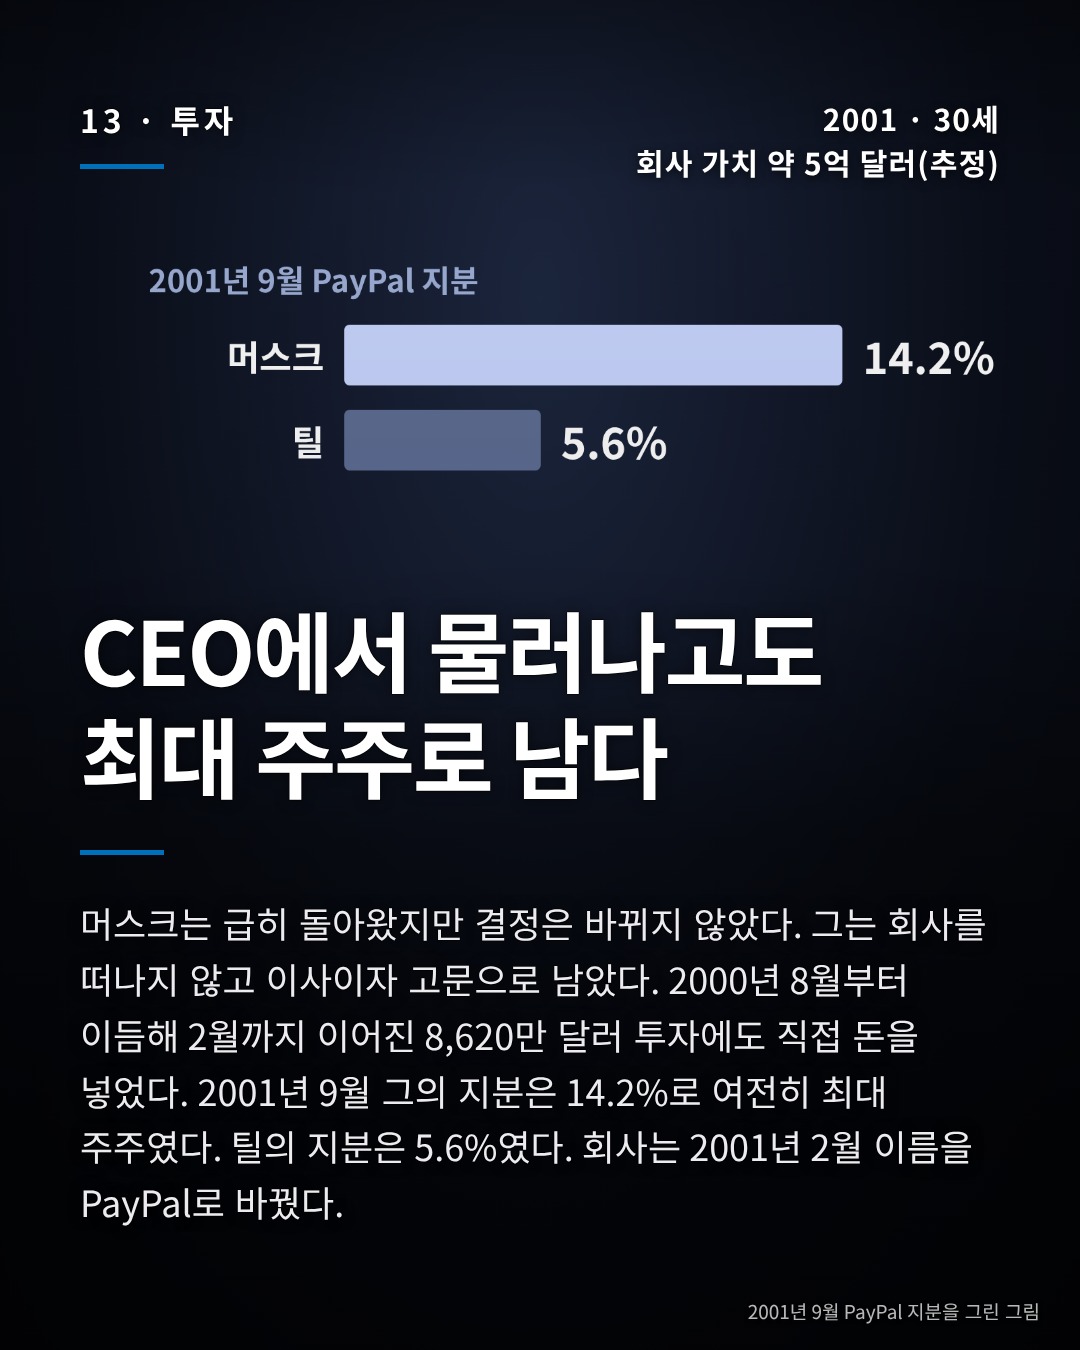 13 · 투자
2001 · 30세
회사 가치 약 5억 달러(추정)
2001년 9월 PayPal 지분
머스크 14.2%
틸 5.6%
CEO에서 물러나고도
최대 주주로 남다
머스크는 급히 돌아왔지만 결정은 바뀌지 않았다. 그는 회사를
떠나지 않고 이사이자 고문으로 남았다. 2000년 8월부터
이듬해 2월까지 이어진 8,620만 달러 투자에도 직접 돈을
넣었다. 2001년 9월 그의 지분은 14.2%로 여전히 최대
주주였다. 틸의 지분은 5.6%였다. 회사는 2001년 2월 이름을
PayPal로 바꿨다.
2001년 9월 PayPal 지분을 그린 그림